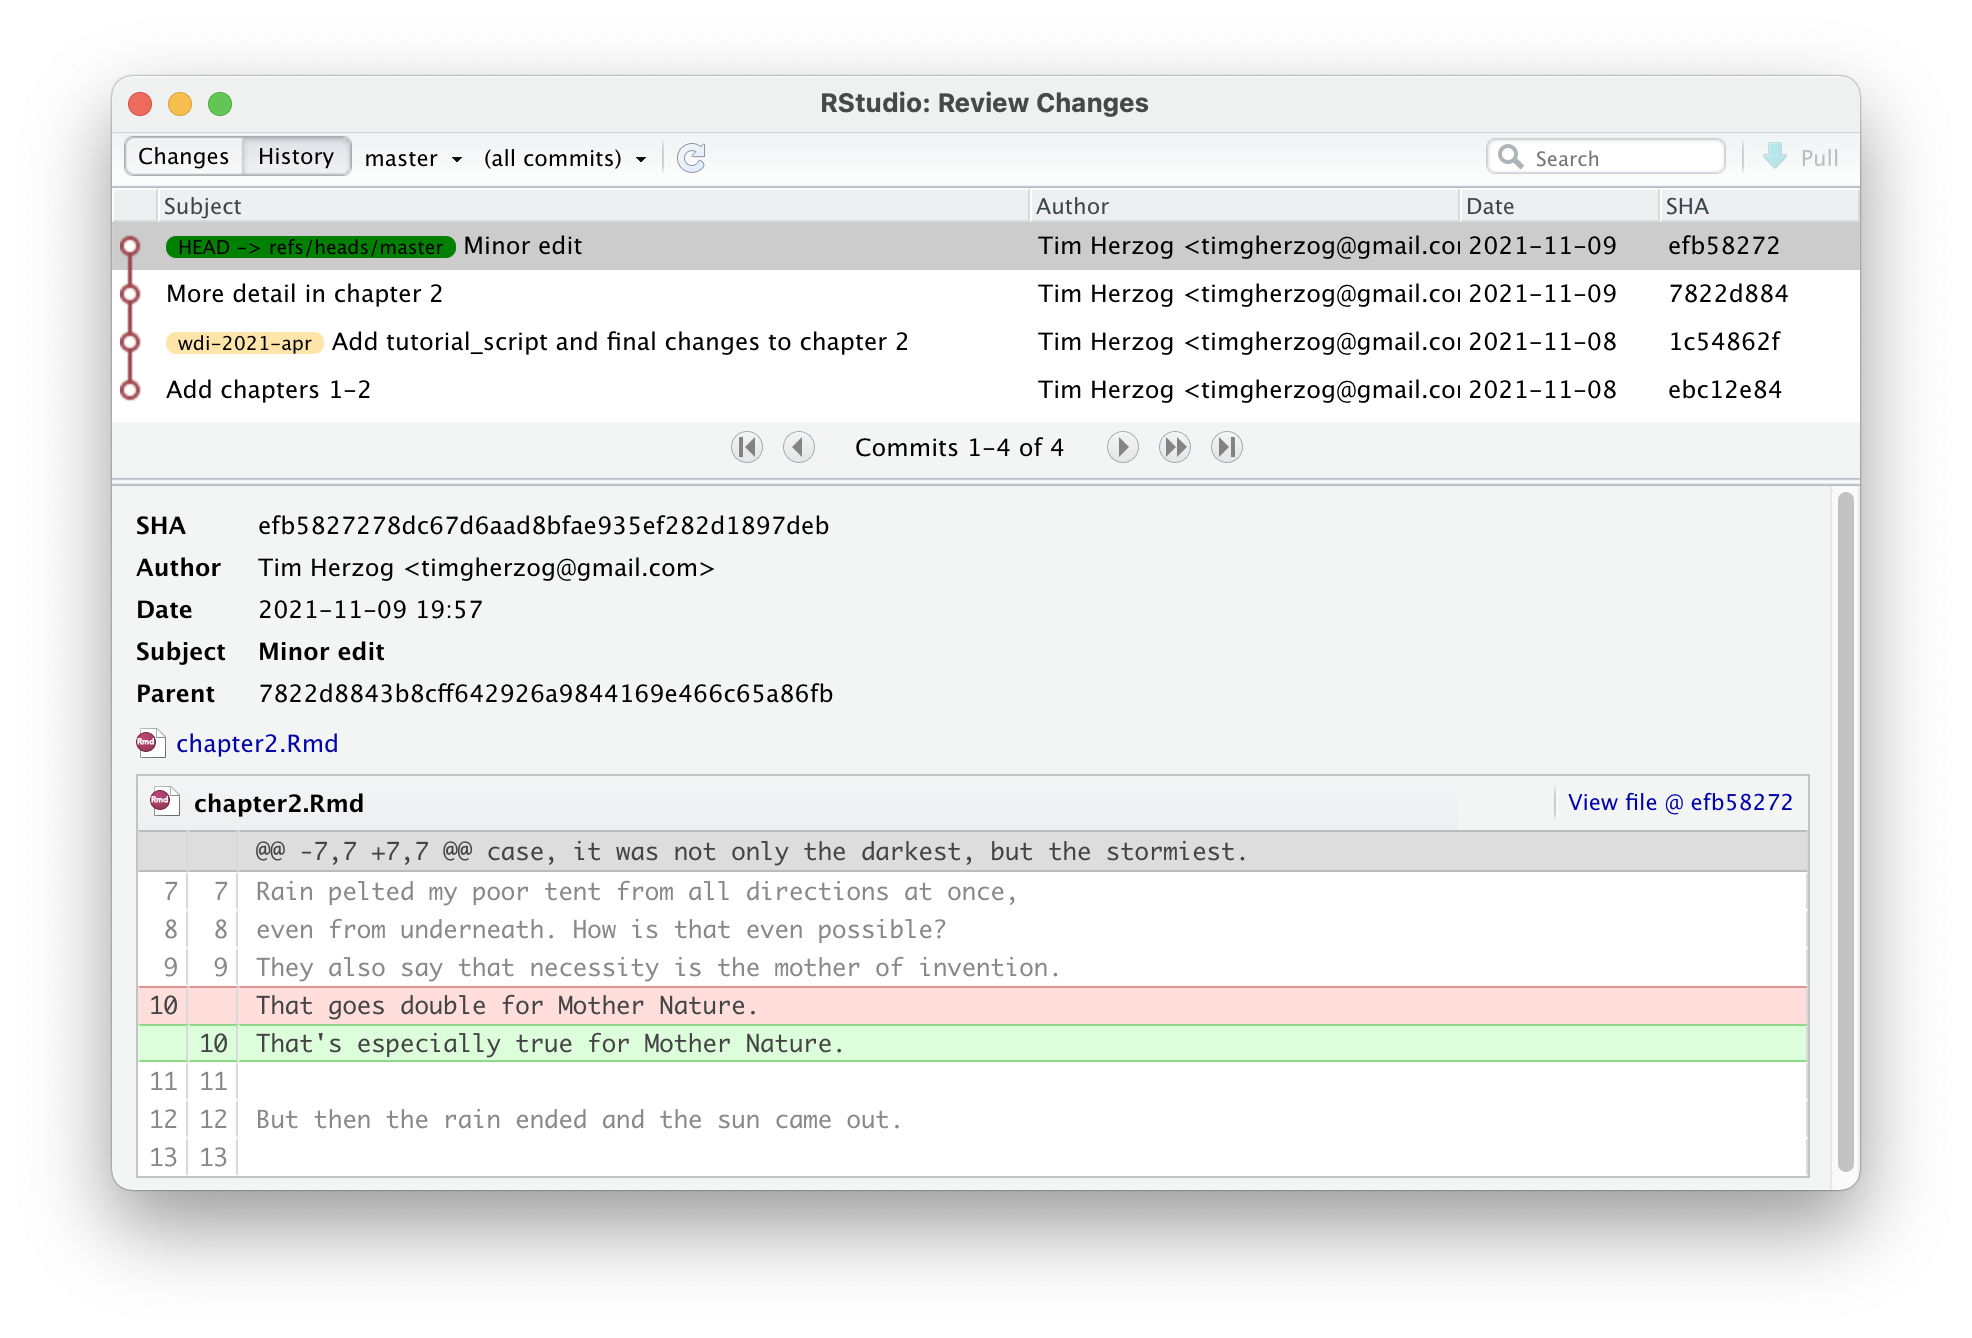 RStudio: Review Changes
Changes History master (all commits) Search Pull
Subject Author Date SHA
HEAD -> refs/heads/master Minor edit Tim Herzog <timgherzog@gmail.co 2021-11-09 efb58272
More detail in chapter 2 Tim Herzog <timgherzog@gmail.co 2021-11-09 7822d884
wdi-2021-apr Add tutorial_script and final changes to chapter 2 Tim Herzog <timgherzog@gmail.co 2021-11-08 1c54862f
Add chapters 1-2 Tim Herzog <timgherzog@gmail.co 2021-11-08 ebc12e84
Commits 1-4 of 4
SHA efb5827278dc67d6aad8bfae935ef282d1897deb
Author Tim Herzog <timgherzog@gmail.com>
Date 2021-11-09 19:57
Subject Minor edit
Parent 7822d8843b8cff642926a9844169e466c65a86fb
Rmd chapter2.Rmd
Rmd chapter2.Rmd View file @ efb58272
@@ -7,7 +7,7 @@ case, it was not only the darkest, but the stormiest.
7 7 Rain pelted my poor tent from all directions at once,
8 8 even from underneath. How is that even possible?
9 9 They also say that necessity is the mother of invention.
10 That goes double for Mother Nature.
10 That's especially true for Mother Nature.
11 11
12 12 But then the rain ended and the sun came out.
13 13